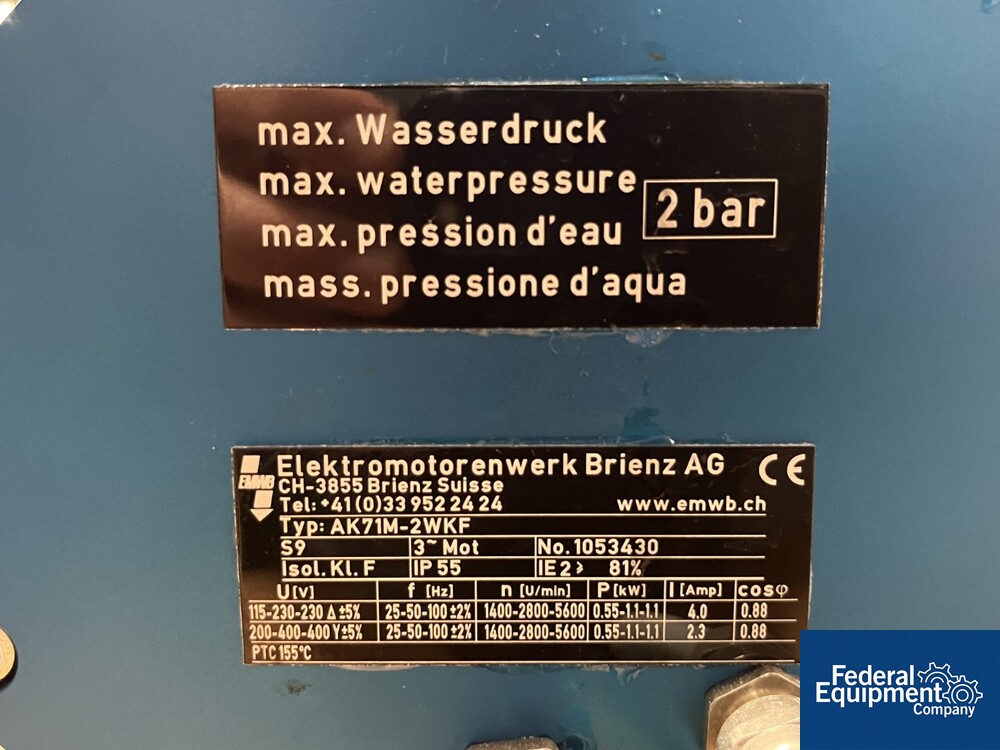 max. Wasserdruck
max. waterpressure
max. pression d'eau
mass. pressione d'aqua
2 bar
EMWB
Elektromotorenwerk Brienz AG CE
CH-3855 Brienz Suisse
Tel: +41(0)33 952 24 24 www.emwb.ch
Typ: AK71M-2WKF
S9 3~ Mot No. 1053430
Isol. Kl. F IP 55 IE2 ≥ 81%
U [V] f [Hz] n [U/min] P [kW] I [Amp] cosφ
115-230-230 Δ ±5% 25-50-100 ±2% 1400-2800-5600 0.55-1.1-1.1 4.0 0.88
200-400-400 Y±5% 25-50-100 ±2% 1400-2800-5600 0.55-1.1-1.1 2.3 0.88
PTC 155°C
Federal
Equipment
Company